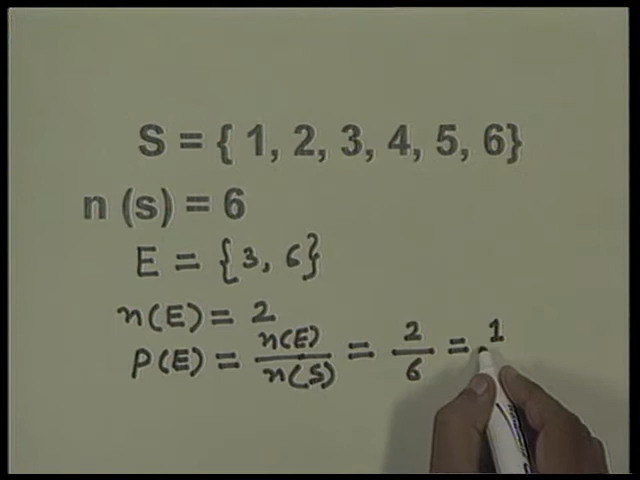 S = { 1, 2, 3, 4, 5, 6}
n (s) = 6
E = {3, 6}
n(E) = 2
P(E) = n(E)/n(S) = 2/6 = 1